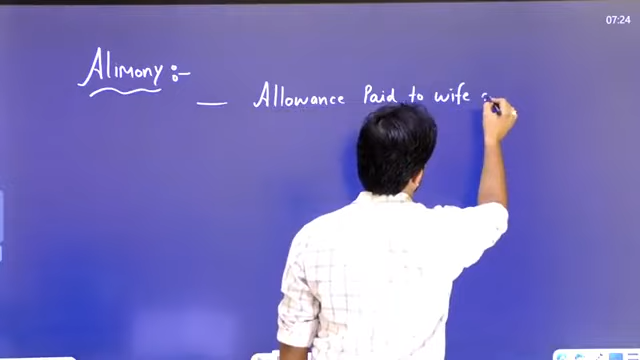 07:24
Alimony :-
— Allowance Paid to wife